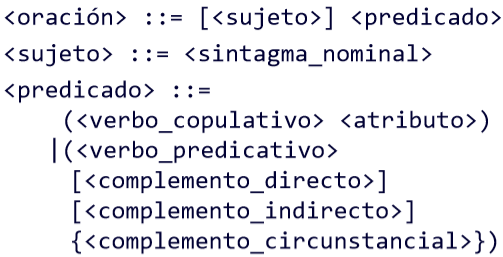 <oración> ::= [<sujeto>] <predicado>
<sujeto> ::= <sintagma_nominal>
<predicado> ::=
(<verbo_copulativo> <atributo>)
|(<verbo_predicativo>
[<complemento_directo>]
[<complemento_indirecto>]
{<complemento_circunstancial>})